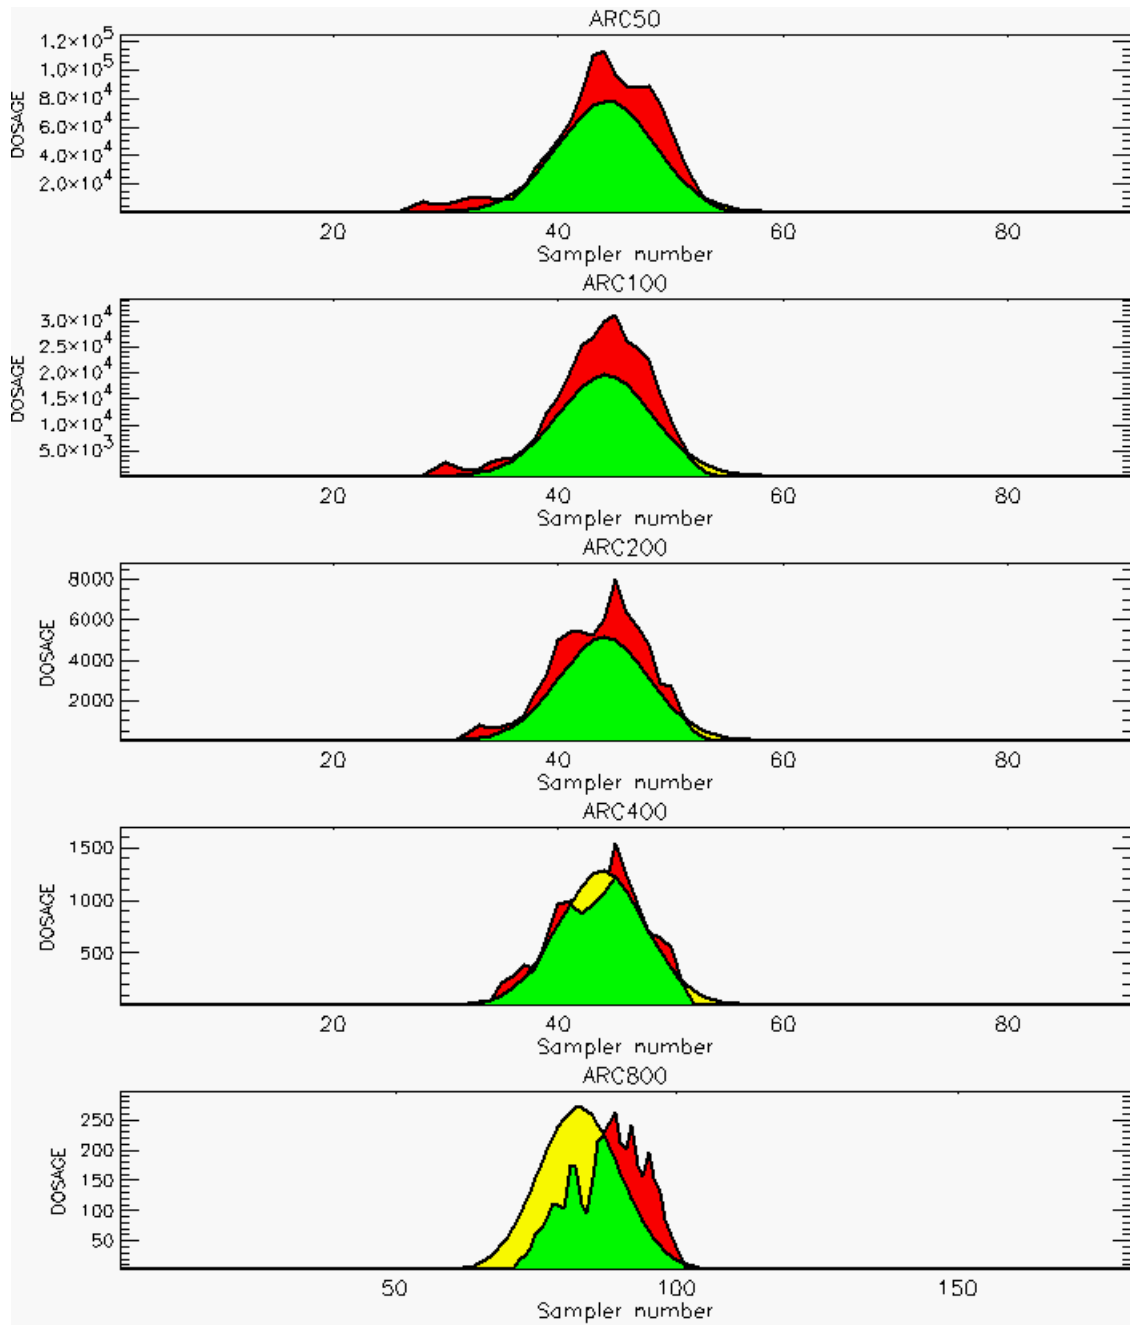 ARC50
1.2×10^5
1.0×10^5
8.0×10^4
6.0×10^4
4.0×10^4
2.0×10^4
DOSAGE
20 40 60 80
Sampler number
ARC100
3.0×10^4
2.5×10^4
2.0×10^4
1.5×10^4
1.0×10^4
5.0×10^3
DOSAGE
20 40 60 80
Sampler number
ARC200
8000
6000
4000
2000
DOSAGE
20 40 60 80
Sampler number
ARC400
1500
1000
500
DOSAGE
20 40 60 80
Sampler number
ARC800
250
200
150
100
50
DOSAGE
50 100 150
Sampler number